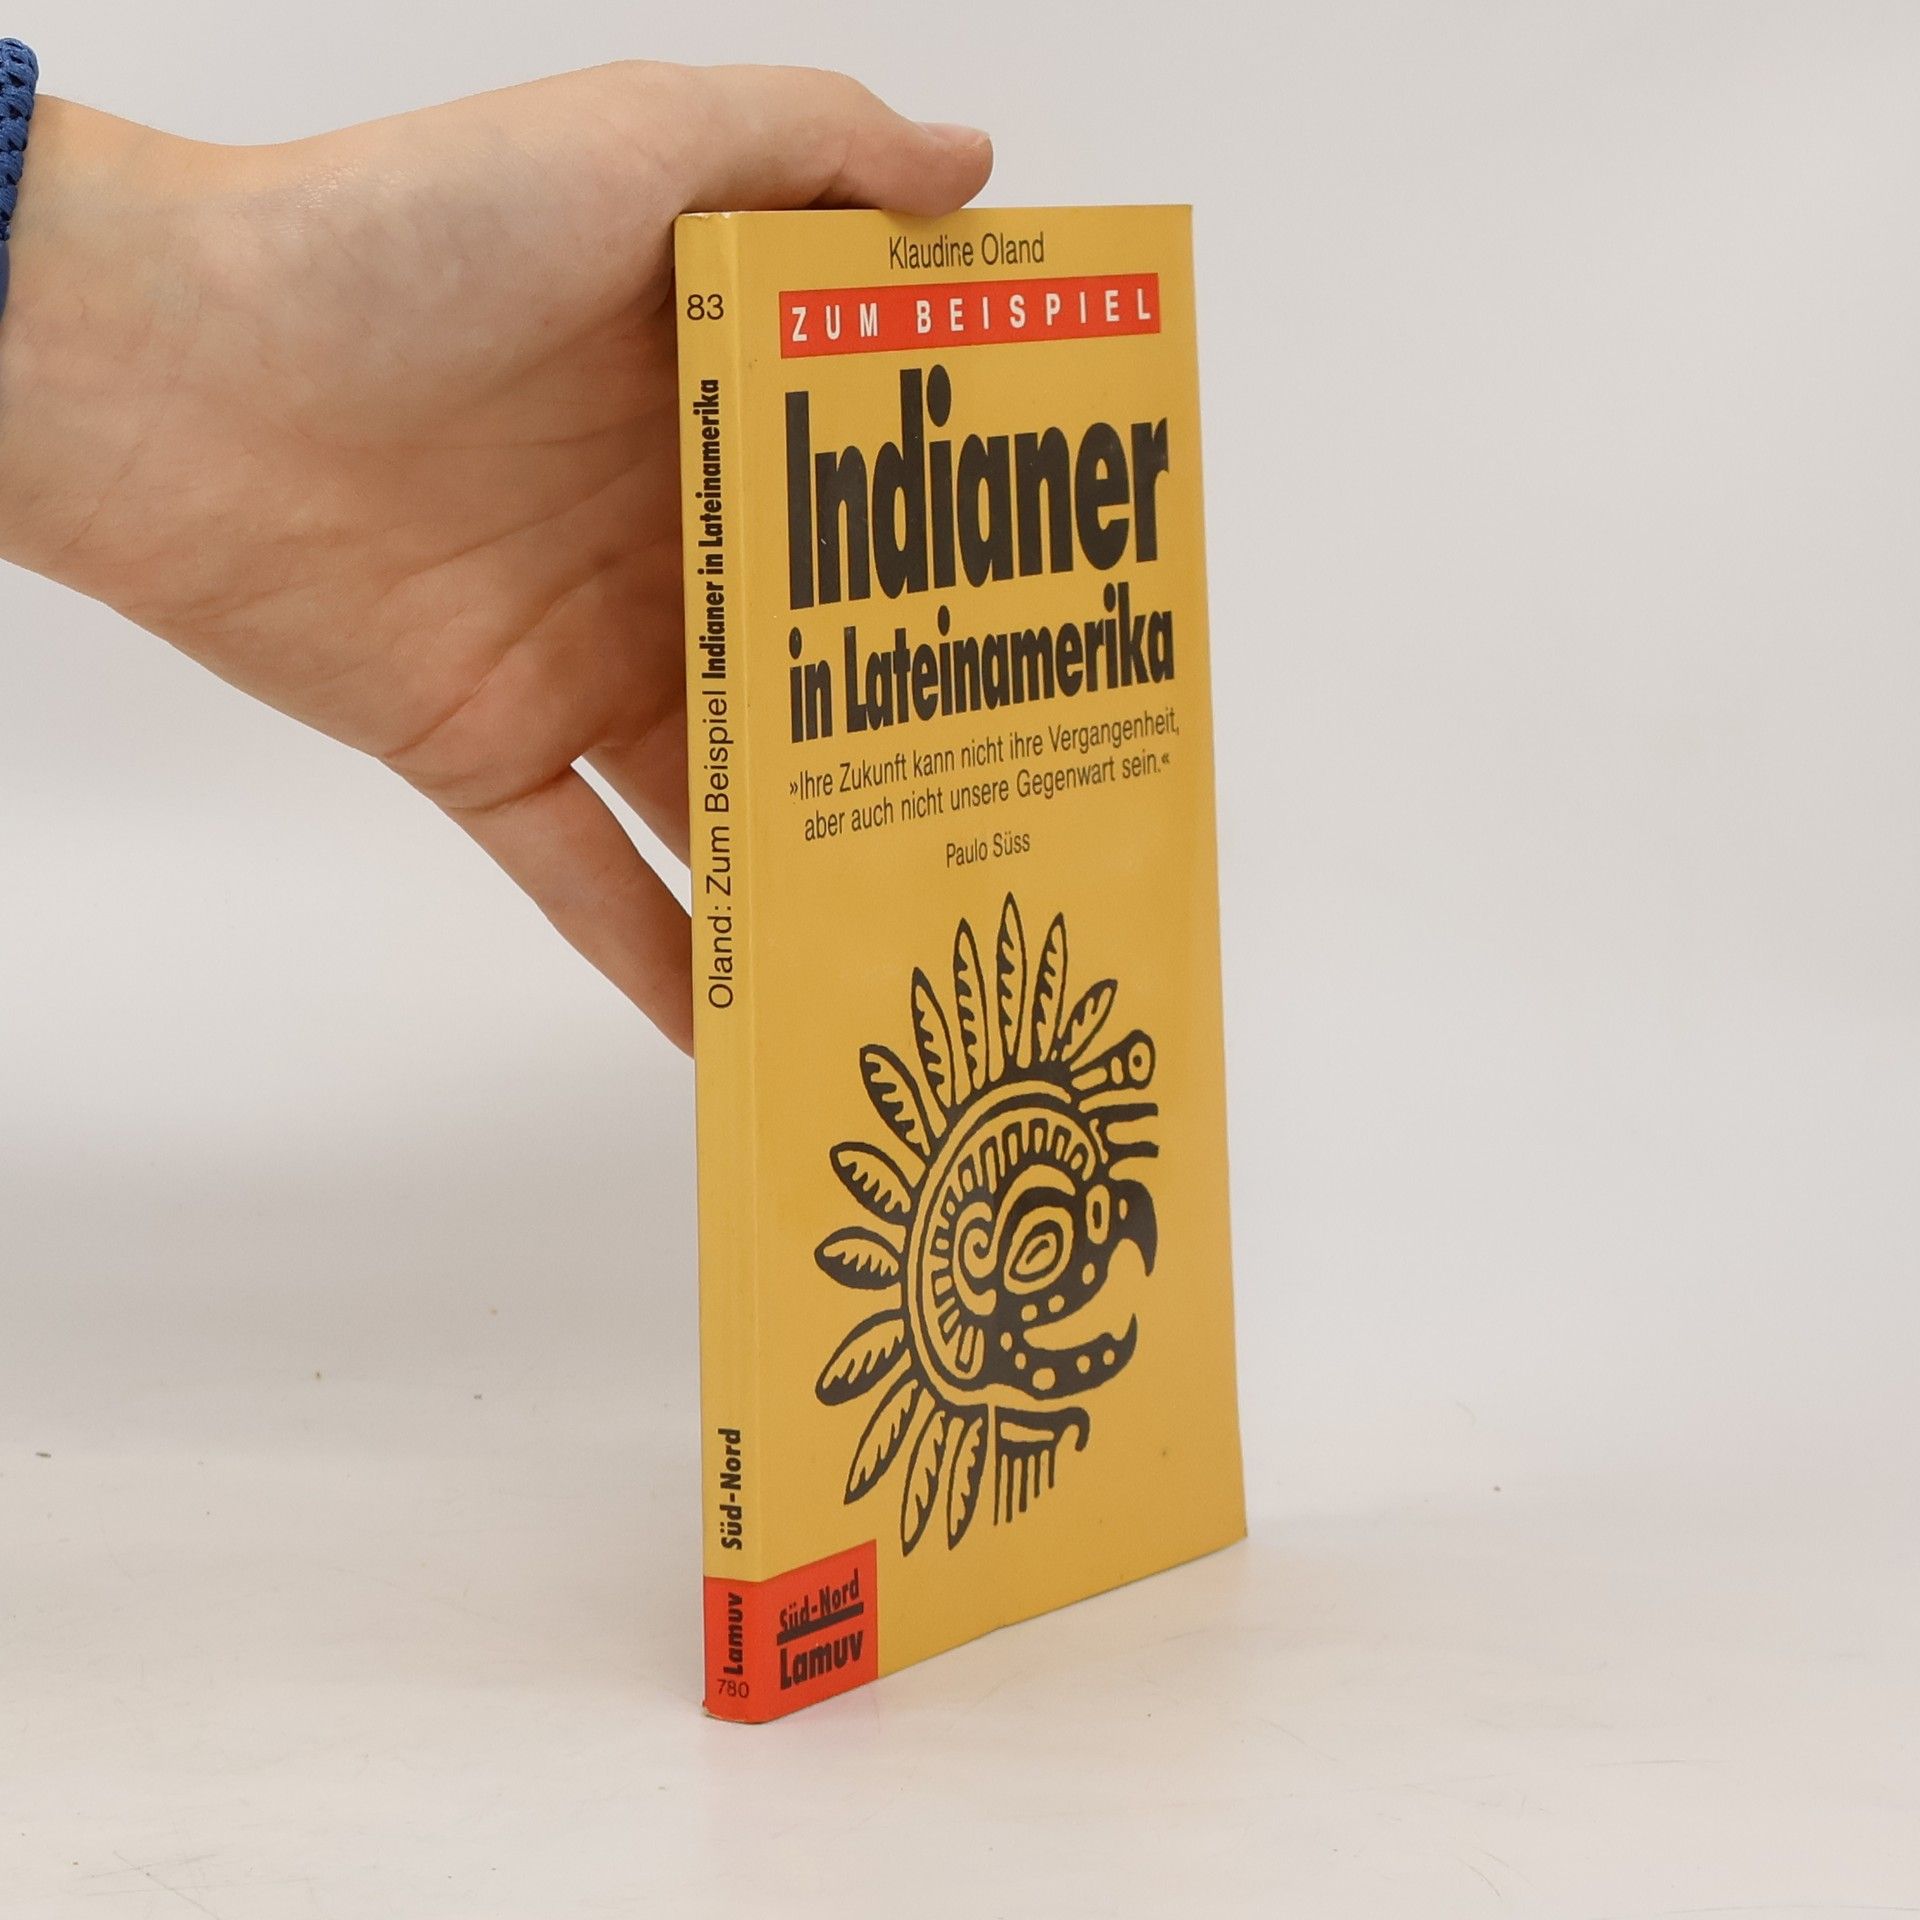 Klaudine Oland
ZUM BEISPIEL
Indianer
in Lateinamerika
»Ihre Zukunft kann nicht ihre Vergangenheit,
aber auch nicht unsere Gegenwart sein.«
Paulo Süss
Süd-Nord
Lamuv
83
Oland: Zum Beispiel Indianer in Lateinamerika
Süd-Nord
Lamuv
780